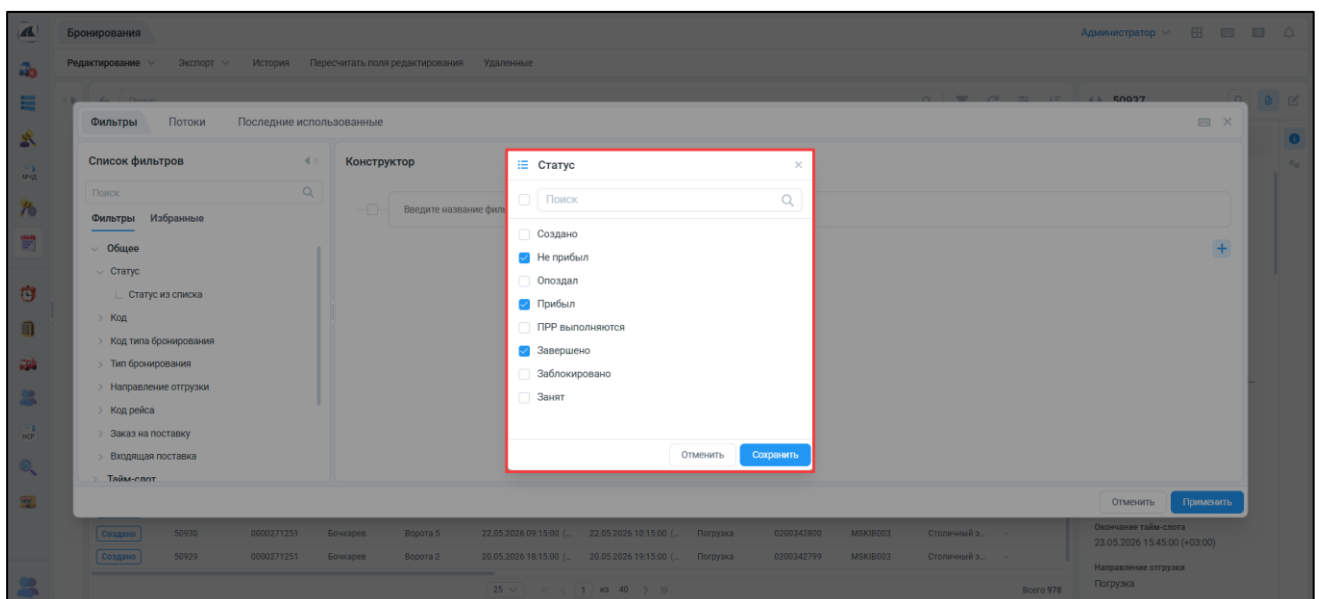 Бронирования
Администратор
Редактирование Экспорт История Пересчитать поля редактирования Удаленные
Поиск
50937
Фильтры Потоки Последние использованные
Список фильтров
Конструктор
Статус
Поиск
Поиск
МЧД
Введите название филь
Фильтры Избранные
Общее
Создано
Статус
Не прибыл
Статус из списка
Опоздал
Код
Прибыл
Код типа бронирования
ПРР выполняются
Тип бронирования
Завершено
Направление отгрузки
Заблокировано
Код рейса
Занят
Заказ на поставку
НСР
Входящая поставка
Отменить Сохранить
Тайм-слот
Отменить Применить
Создано 50930 0000271251 Бочкарев Ворота 5 22.05.2026 09:15:00 (... 22.05.2026 10:15:00 (... Погрузка 0200342800 MSKIB003 Столичный э... -
Окончание тайм-слота
23.05.2026 15:45:00 (+03:00)
Создано 50929 0000271251 Бочкарев Ворота 2 20.05.2026 18:15:00 (... 20.05.2026 19:15:00 (... Погрузка 0200342799 MSKIB003 Столичный э... -
Направление отгрузки
Погрузка
25 1 из 40
Всего 978